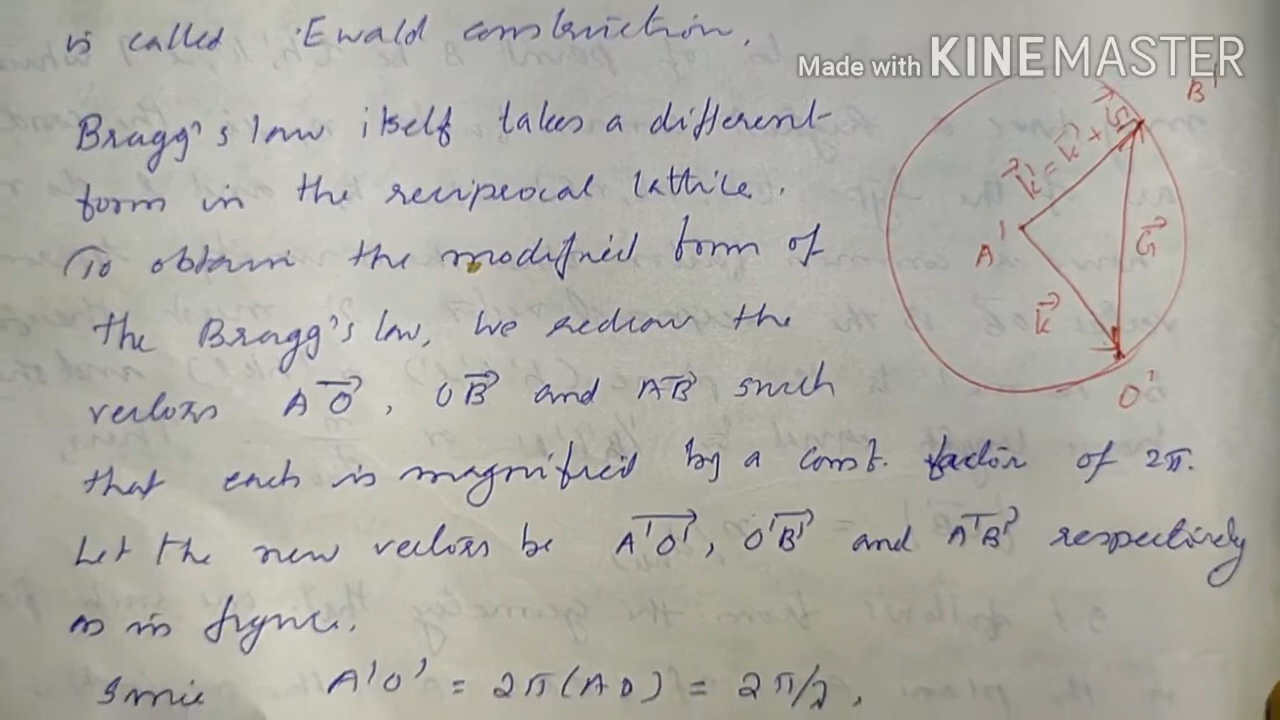 is called Ewald construction.
Made with KINEMASTER
Bragg's law itself takes a different
form in the reciprocal lattice.
To obtain the modified form of
the Bragg's law, we redraw the
vectors AO, OB and AB such
that each is magnified by a const. factor of 2π.
Let the new vectors be A'O', O'B' and A'B' respectively
as in figure.
Since A'O' = 2π(AO) = 2π/λ,
B'
k' = k + G
A'
G
k
O'